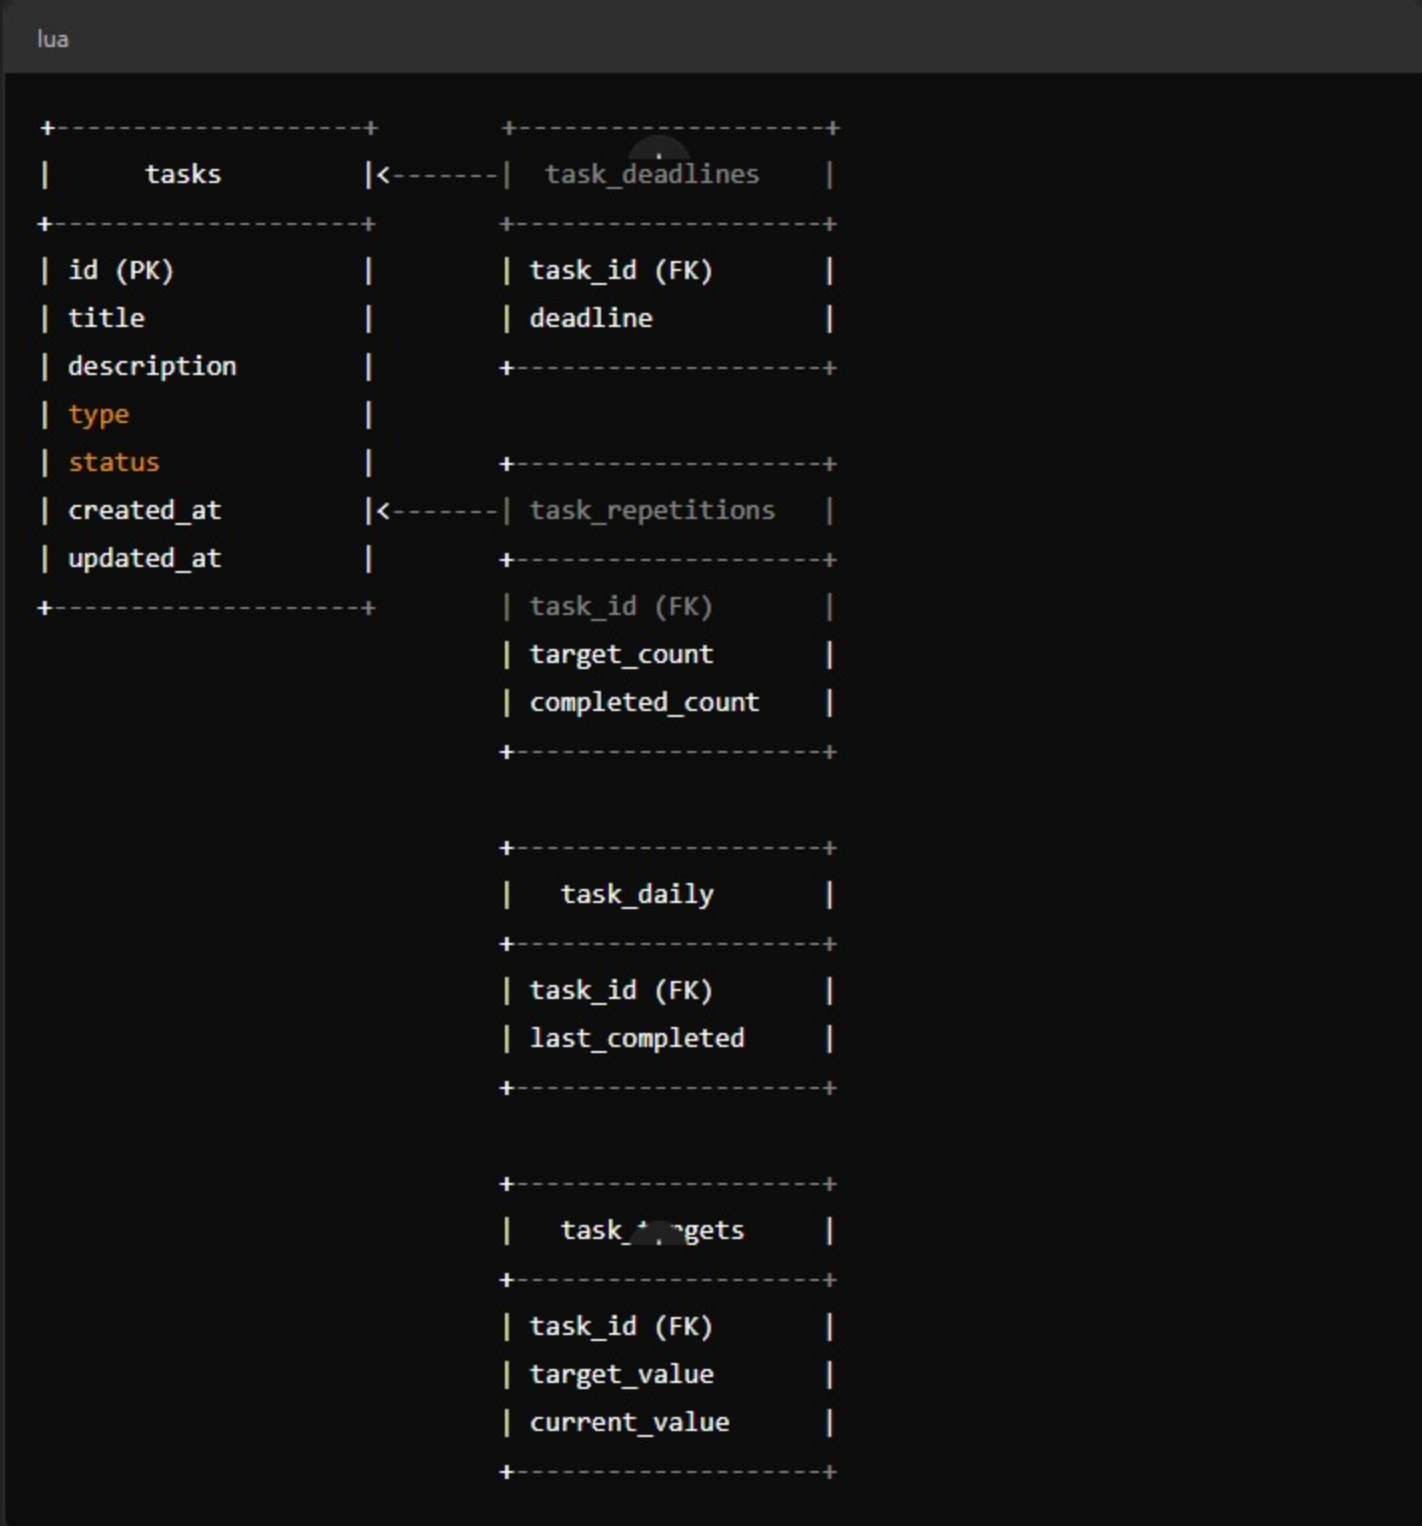 lua
+--------------------+        +--------------------+
|      tasks         |<-------|  task_deadlines    |
+--------------------+        +--------------------+
| id (PK)            |        | task_id (FK)       |
| title              |        | deadline           |
| description        |        +--------------------+
| type               |
| status             |        +--------------------+
| created_at         |<-------| task_repetitions   |
| updated_at         |        +--------------------+
+--------------------+        | task_id (FK)       |
                              | target_count       |
                              | completed_count    |
                              +--------------------+
                              +--------------------+
                              |   task_daily       |
                              +--------------------+
                              | task_id (FK)       |
                              | last_completed     |
                              +--------------------+
                              +--------------------+
                              |   task_targets     |
                              +--------------------+
                              | task_id (FK)       |
                              | target_value       |
                              | current_value      |
                              +--------------------+